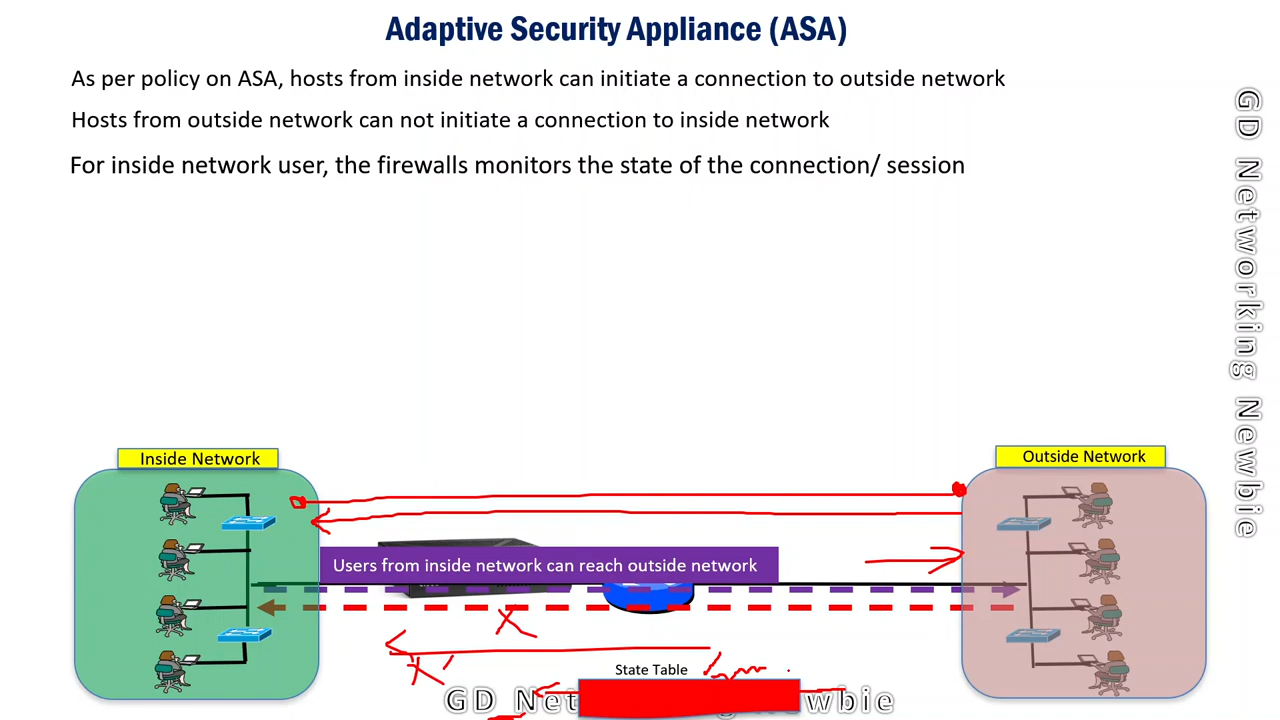 Adaptive Security Appliance (ASA)
As per policy on ASA, hosts from inside network can initiate a connection to outside network
Hosts from outside network can not initiate a connection to inside network
For inside network user, the firewalls monitors the state of the connection/ session
GD Networking Newbie
Inside Network
Outside Network
Users from inside network can reach outside network
X
X
State Table
GD Net g wbie